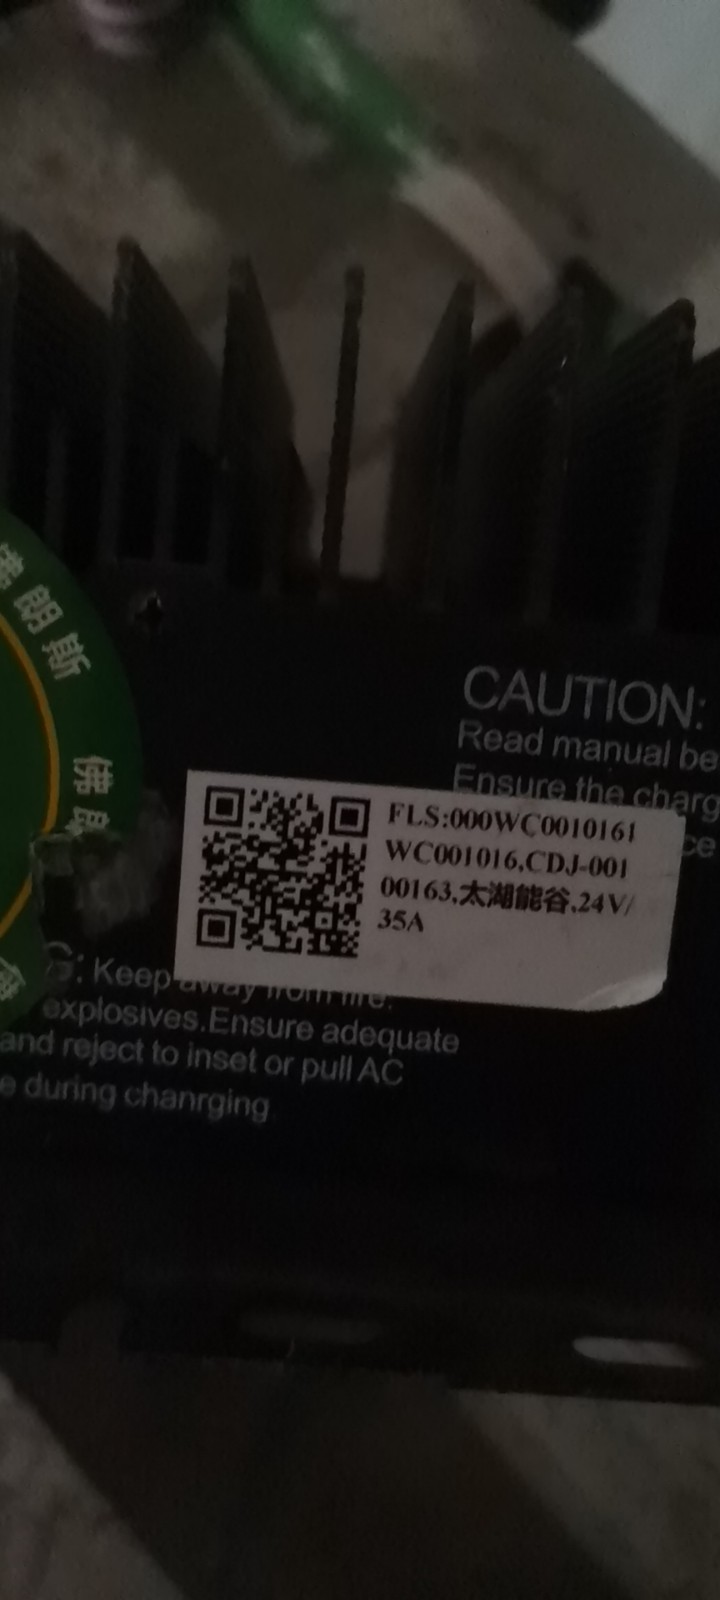 朗斯
佛
CAUTION:
Read manual be
Ensure the charg
ce
FLS:000WC0010161
WC001016,CDJ-001
00163,太湖能谷,24V/
35A
G: Keep away from fire.
explosives.Ensure adequate
and reject to inset or pull AC
e during chanrging